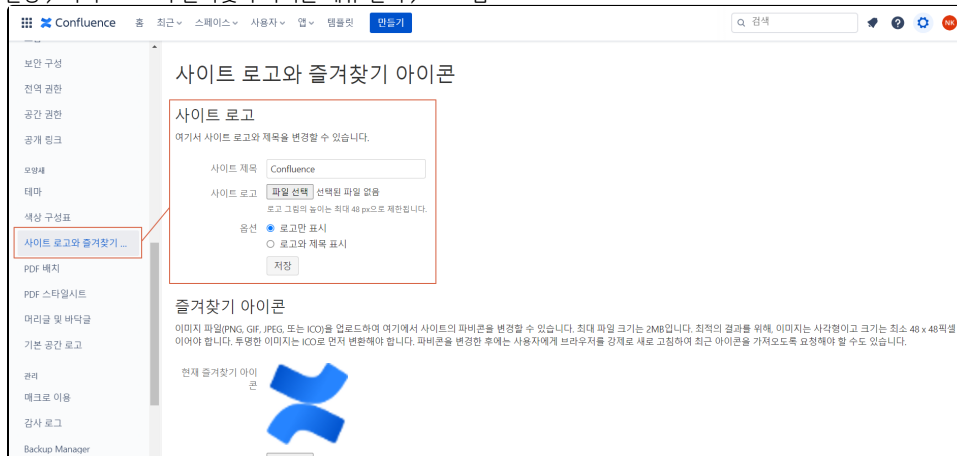 Confluence 홈 최근 스페이스 사용자 앱 템플릿 만들기 검색
보안 구성
전역 권한
공간 권한
공개 링크
모양새
테마
색상 구성표
사이트 로고와 즐겨찾기 ...
PDF 배치
PDF 스타일시트
머리글 및 바닥글
기본 공간 로고
관리
매크로 이용
감사 로그
Backup Manager
사이트 로고와 즐겨찾기 아이콘
사이트 로고
여기서 사이트 로고와 제목을 변경할 수 있습니다.
사이트 제목 Confluence
사이트 로고 파일 선택 선택된 파일 없음
로고 그림의 높이는 최대 48 px으로 제한됩니다.
옵션 로고만 표시
로고와 제목 표시
저장
즐겨찾기 아이콘
이미지 파일(PNG, GIF, JPEG, 또는 ICO)을 업로드하여 여기에서 사이트의 파비콘을 변경할 수 있습니다. 최대 파일 크기는 2MB입니다. 최적의 결과를 위해, 이미지는 사각형이고 크기는 최소 48 x 48픽셀
이어야 합니다. 투명한 이미지는 ICO로 먼저 변환해야 합니다. 파비콘을 변경한 후에는 사용자에게 브라우저를 강제로 새로 고침하여 최근 아이콘을 가져오도록 요청해야 할 수도 있습니다.
현재 즐겨찾기 아이
콘